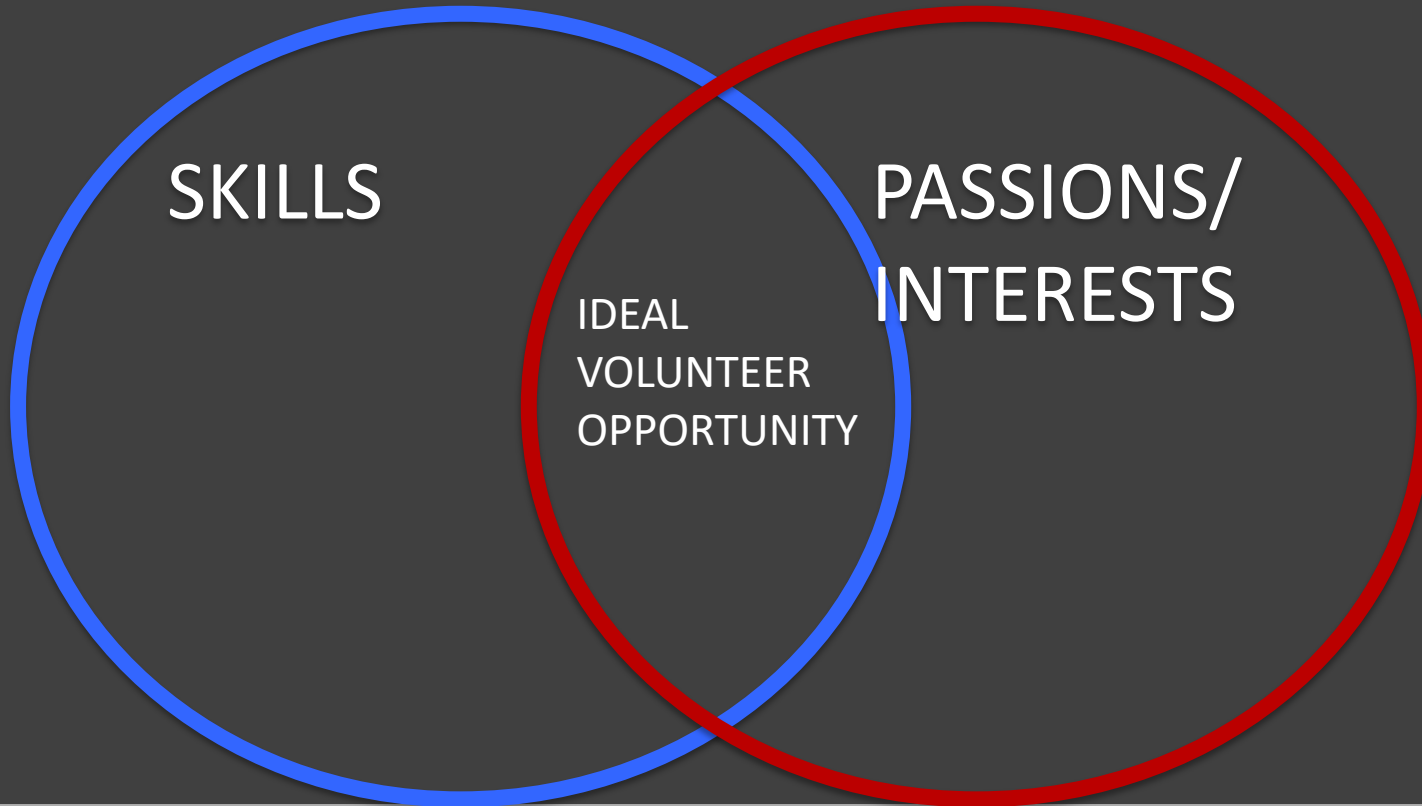 SKILLS
PASSIONS/
INTERESTS
IDEAL
VOLUNTEER
OPPORTUNITY